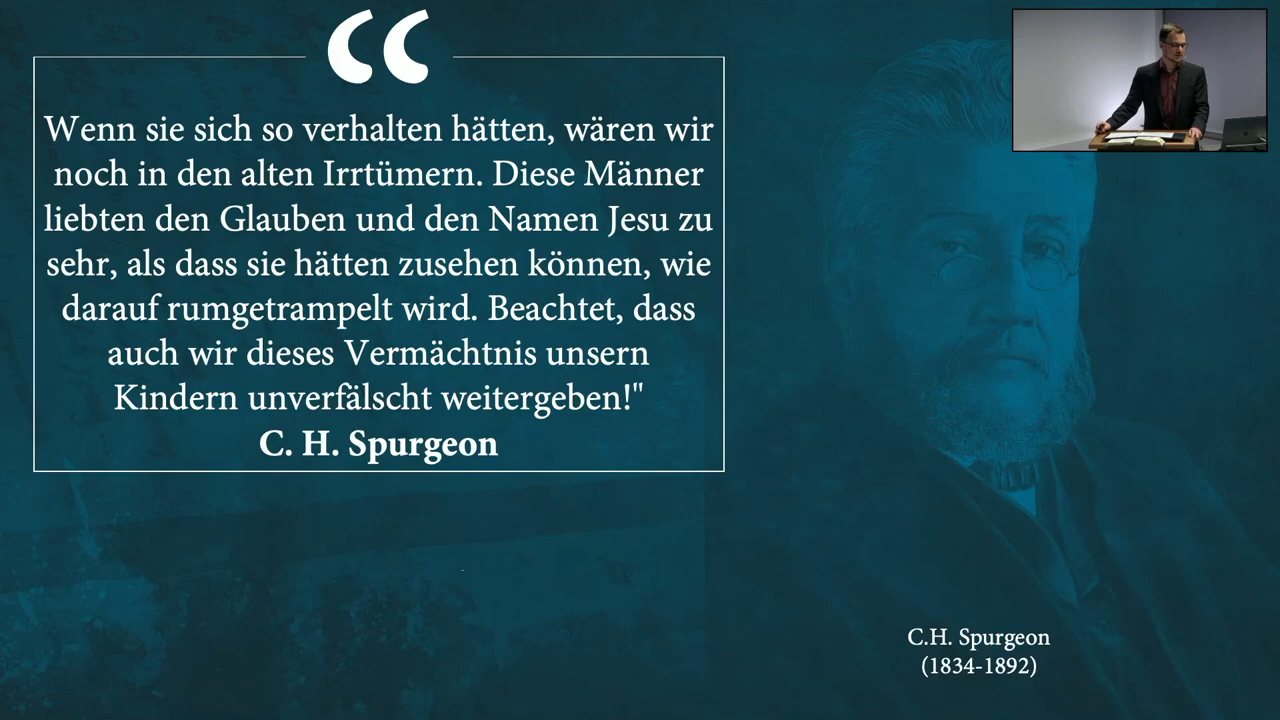 “
Wenn sie sich so verhalten hätten, wären wir
noch in den alten Irrtümern. Diese Männer
liebten den Glauben und den Namen Jesu zu
sehr, als dass sie hätten zusehen können, wie
darauf rumgetrampelt wird. Beachtet, dass
auch wir dieses Vermächtnis unsern
Kindern unverfälscht weitergeben!"
C. H. Spurgeon
C.H. Spurgeon
(1834-1892)